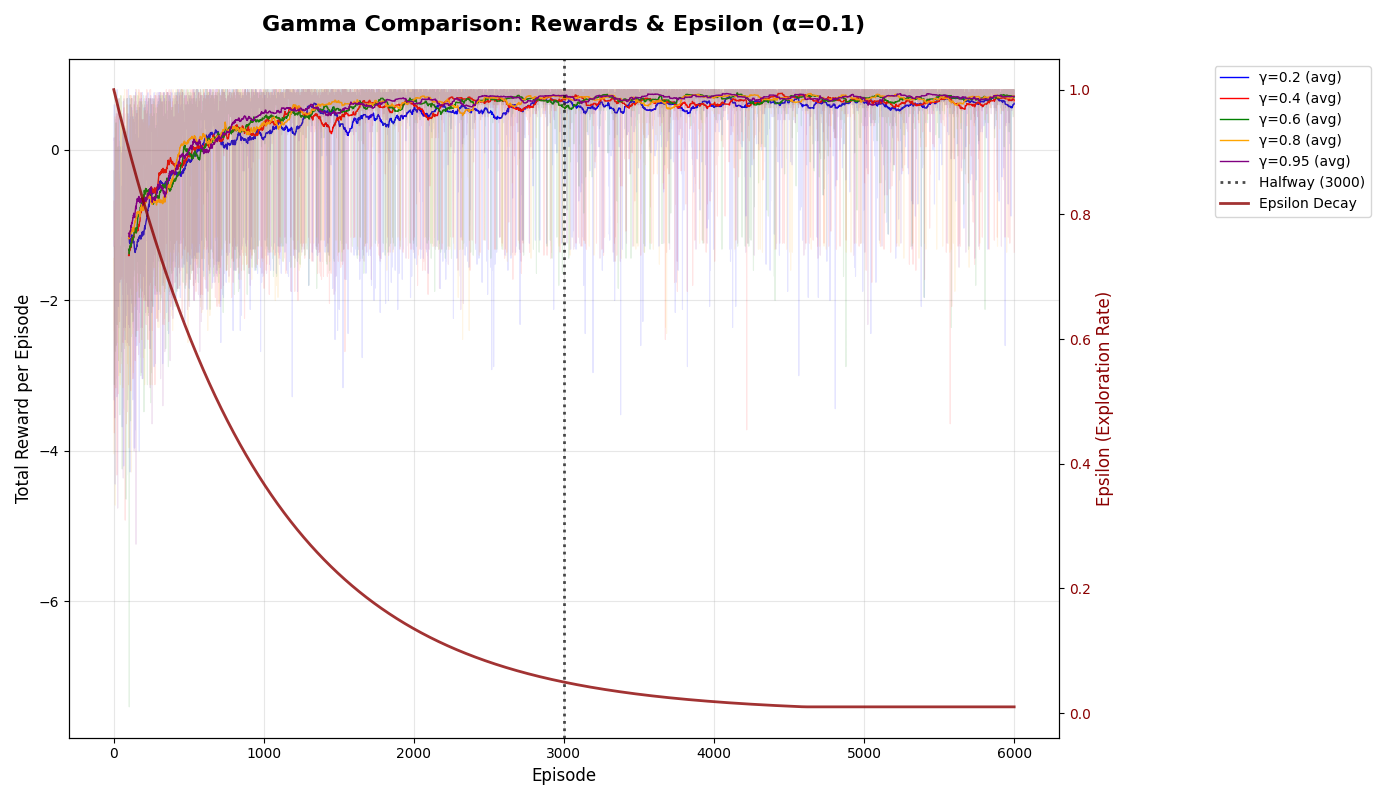 Gamma Comparison: Rewards & Epsilon (α=0.1)
Total Reward per Episode
0
−2
−4
−6
0
1000
2000
3000
4000
5000
6000
Episode
1.0
0.8
0.6
0.4
0.2
0.0
Epsilon (Exploration Rate)
γ=0.2 (avg)
γ=0.4 (avg)
γ=0.6 (avg)
γ=0.8 (avg)
γ=0.95 (avg)
Halfway (3000)
Epsilon Decay